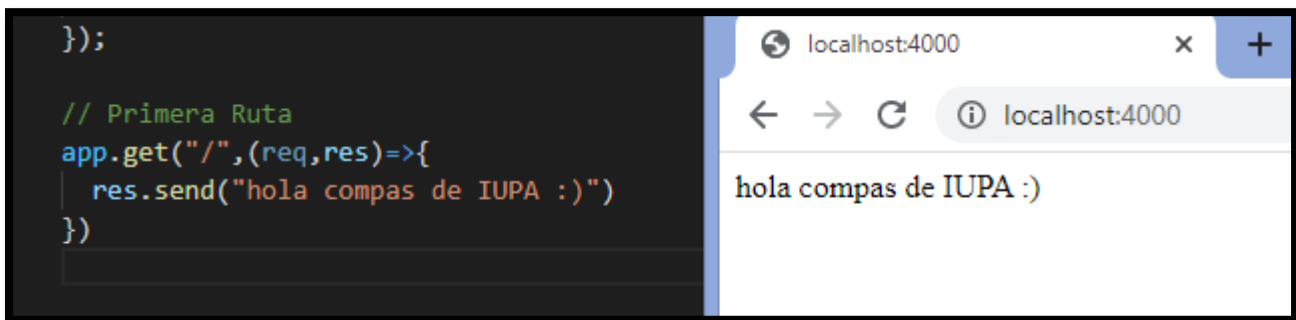 });
// Primera Ruta
app.get("/",(req,res)=>{
res.send("hola compas de IUPA :)")
})
localhost:4000
localhost:4000
hola compas de IUPA :)